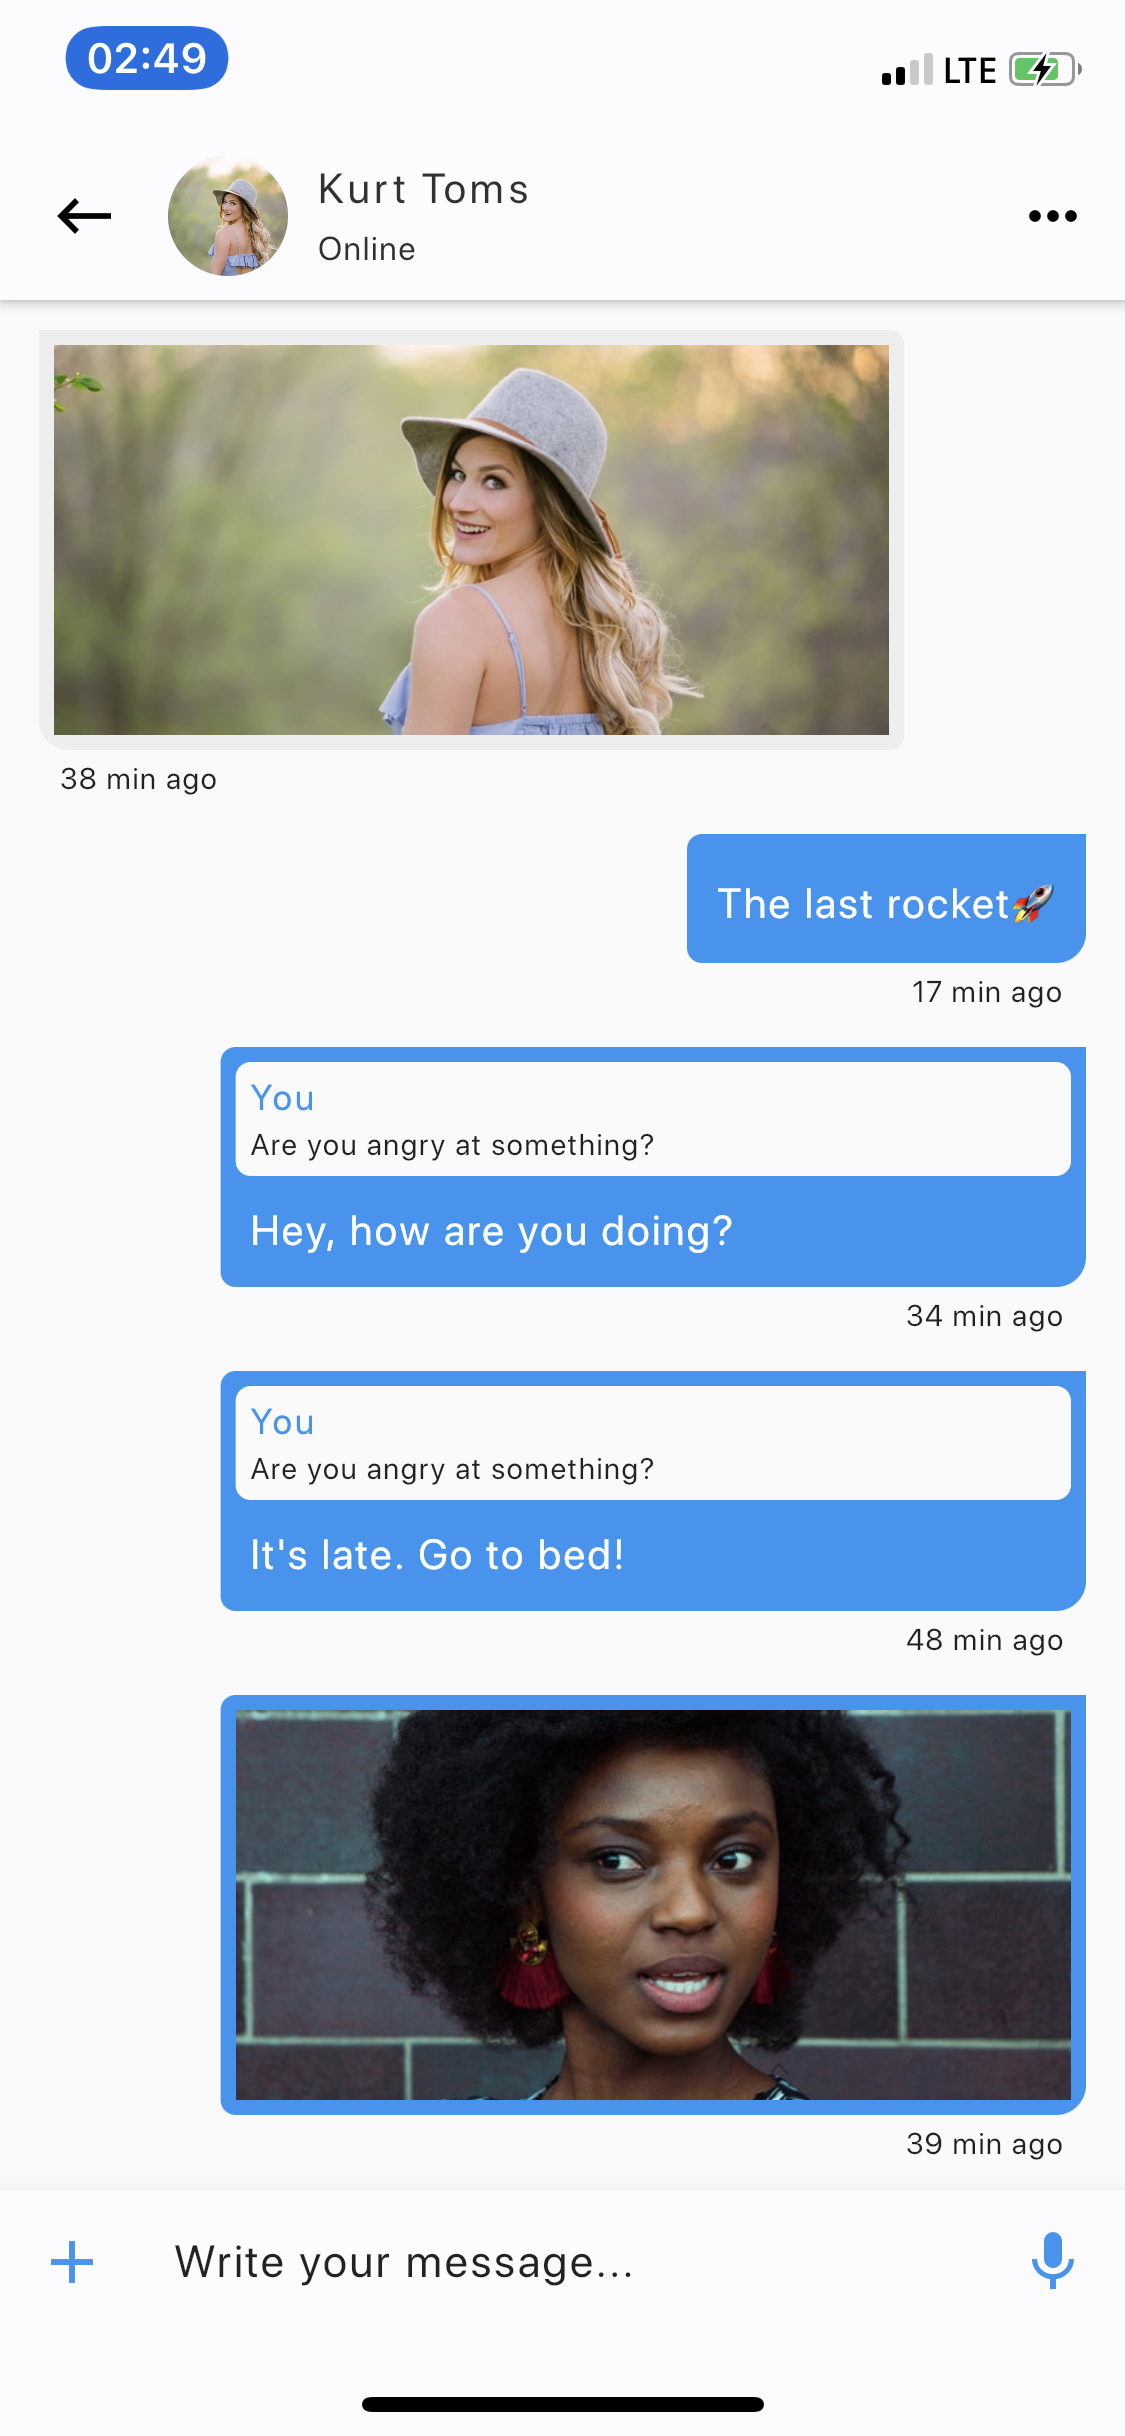 02:49
LTE
Kurt Toms
Online
38 min ago
The last rocket🚀
17 min ago
You
Are you angry at something?
Hey, how are you doing?
34 min ago
You
Are you angry at something?
It's late. Go to bed!
48 min ago
39 min ago
Write your message...